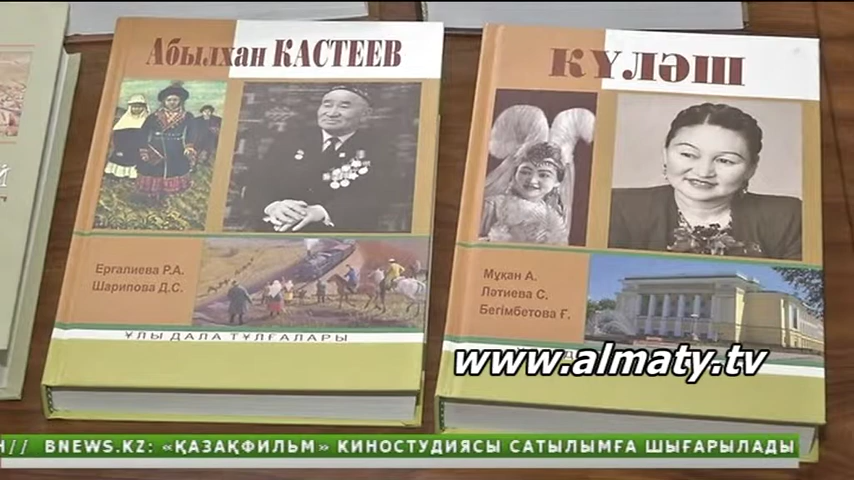 Абылхан КАСТЕЕВ
Ергалиева Р.А.
Шарипова Д.С.
ҰЛЫ ДАЛА ТҰЛҒАЛАРЫ
КҮЛӘШ
Мұқан А.
Ләтиева С.
Бегімбетова Ғ.
www.almaty.tv
Н// BNEWS.KZ: «ҚАЗАҚФИЛЬМ» КИНОСТУДИЯСЫ САТЫЛЫМҒА ШЫҒАРЫЛАДЫ